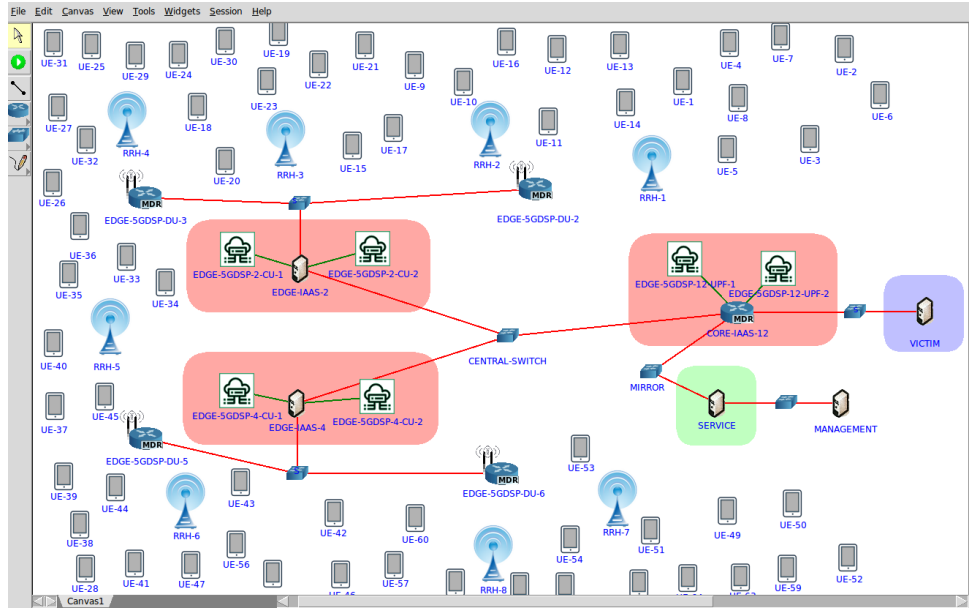 File Edit Canvas View Tools Widgets Session Help
UE-31
UE-25
UE-29
UE-24
UE-30
UE-19
UE-22
UE-21
UE-9
UE-16
UE-12
UE-13
UE-4
UE-7
UE-2
UE-23
UE-10
UE-1
UE-8
UE-6
UE-27
UE-18
UE-14
UE-32
RRH-4
RRH-3
UE-15
UE-17
RRH-2
UE-11
UE-5
UE-3
UE-20
RRH-1
UE-26
MDR
EDGE-5GDSP-DU-3
MDR
EDGE-5GDSP-DU-2
UE-36
UE-33
UE-35
UE-34
EDGE-5GDSP-2-CU-1
EDGE-5GDSP-2-CU-2
EDGE-IAAS-2
EDGE-5GDSP-12-UPF-1
EDGE-5GDSP-12-UPF-2
MDR
CORE-IAAS-12
VICTIM
CENTRAL-SWITCH
UE-40
RRH-5
MIRROR
UE-37
UE-45
EDGE-5GDSP-4-CU-1
EDGE-5GDSP-4-CU-2
EDGE-IAAS-4
SERVICE
MANAGEMENT
MDR
EDGE-5GDSP-DU-5
MDR
EDGE-5GDSP-DU-6
UE-53
UE-39
UE-44
UE-43
UE-38
RRH-6
UE-42
UE-60
RRH-7
UE-51
UE-49
UE-50
UE-56
UE-54
UE-28
UE-41
UE-47
UE-57
RRH-8
UE-59
UE-52
Canvas1